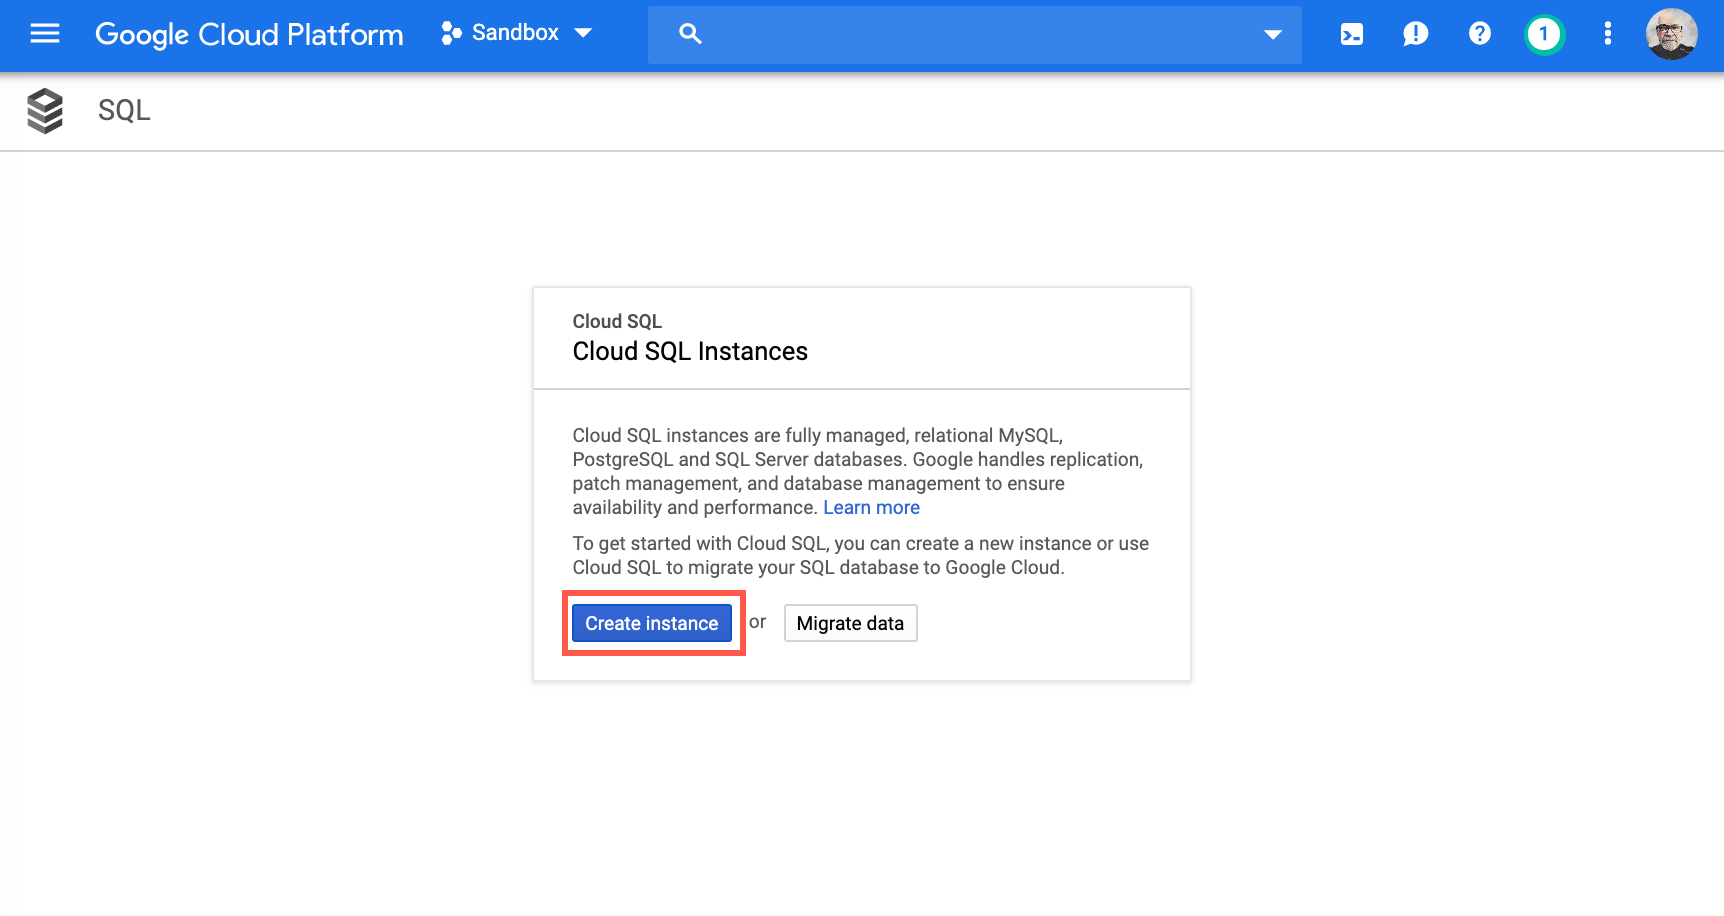 Google Cloud Platform
Sandbox
1
SQL
Cloud SQL
Cloud SQL Instances
Cloud SQL instances are fully managed, relational MySQL,
PostgreSQL and SQL Server databases. Google handles replication,
patch management, and database management to ensure
availability and performance. Learn more
To get started with Cloud SQL, you can create a new instance or use
Cloud SQL to migrate your SQL database to Google Cloud.
Create instance or Migrate data